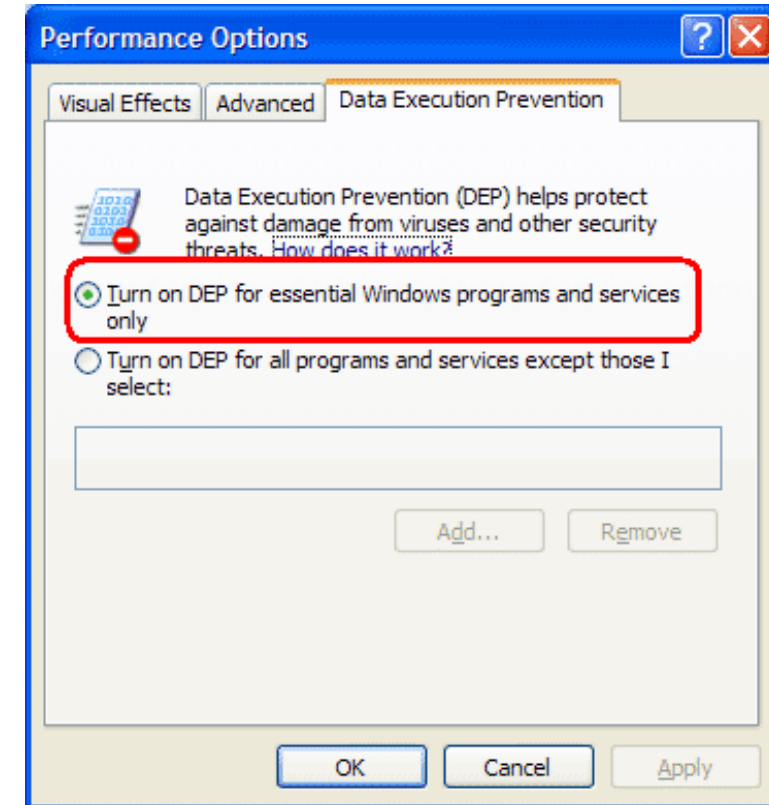 Performance Options
Visual Effects Advanced Data Execution Prevention
Data Execution Prevention (DEP) helps protect
against damage from viruses and other security
threats. How does it work?
Turn on DEP for essential Windows programs and services
only
Turn on DEP for all programs and services except those I
select:
Add... Remove
OK Cancel Apply